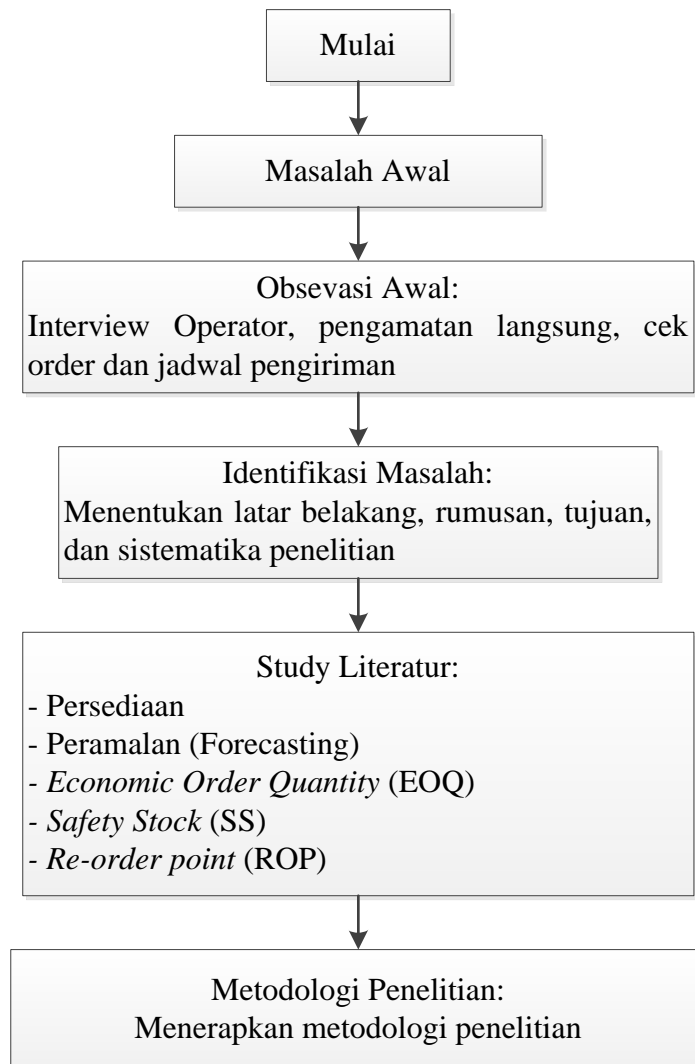 Mulai
Masalah Awal
Obsevasi Awal:
Interview Operator, pengamatan langsung, cek
order dan jadwal pengiriman
Identifikasi Masalah:
Menentukan latar belakang, rumusan, tujuan,
dan sistematika penelitian
Study Literatur:
- Persediaan
- Peramalan (Forecasting)
- Economic Order Quantity (EOQ)
- Safety Stock (SS)
- Re-order point (ROP)
Metodologi Penelitian:
Menerapkan metodologi penelitian